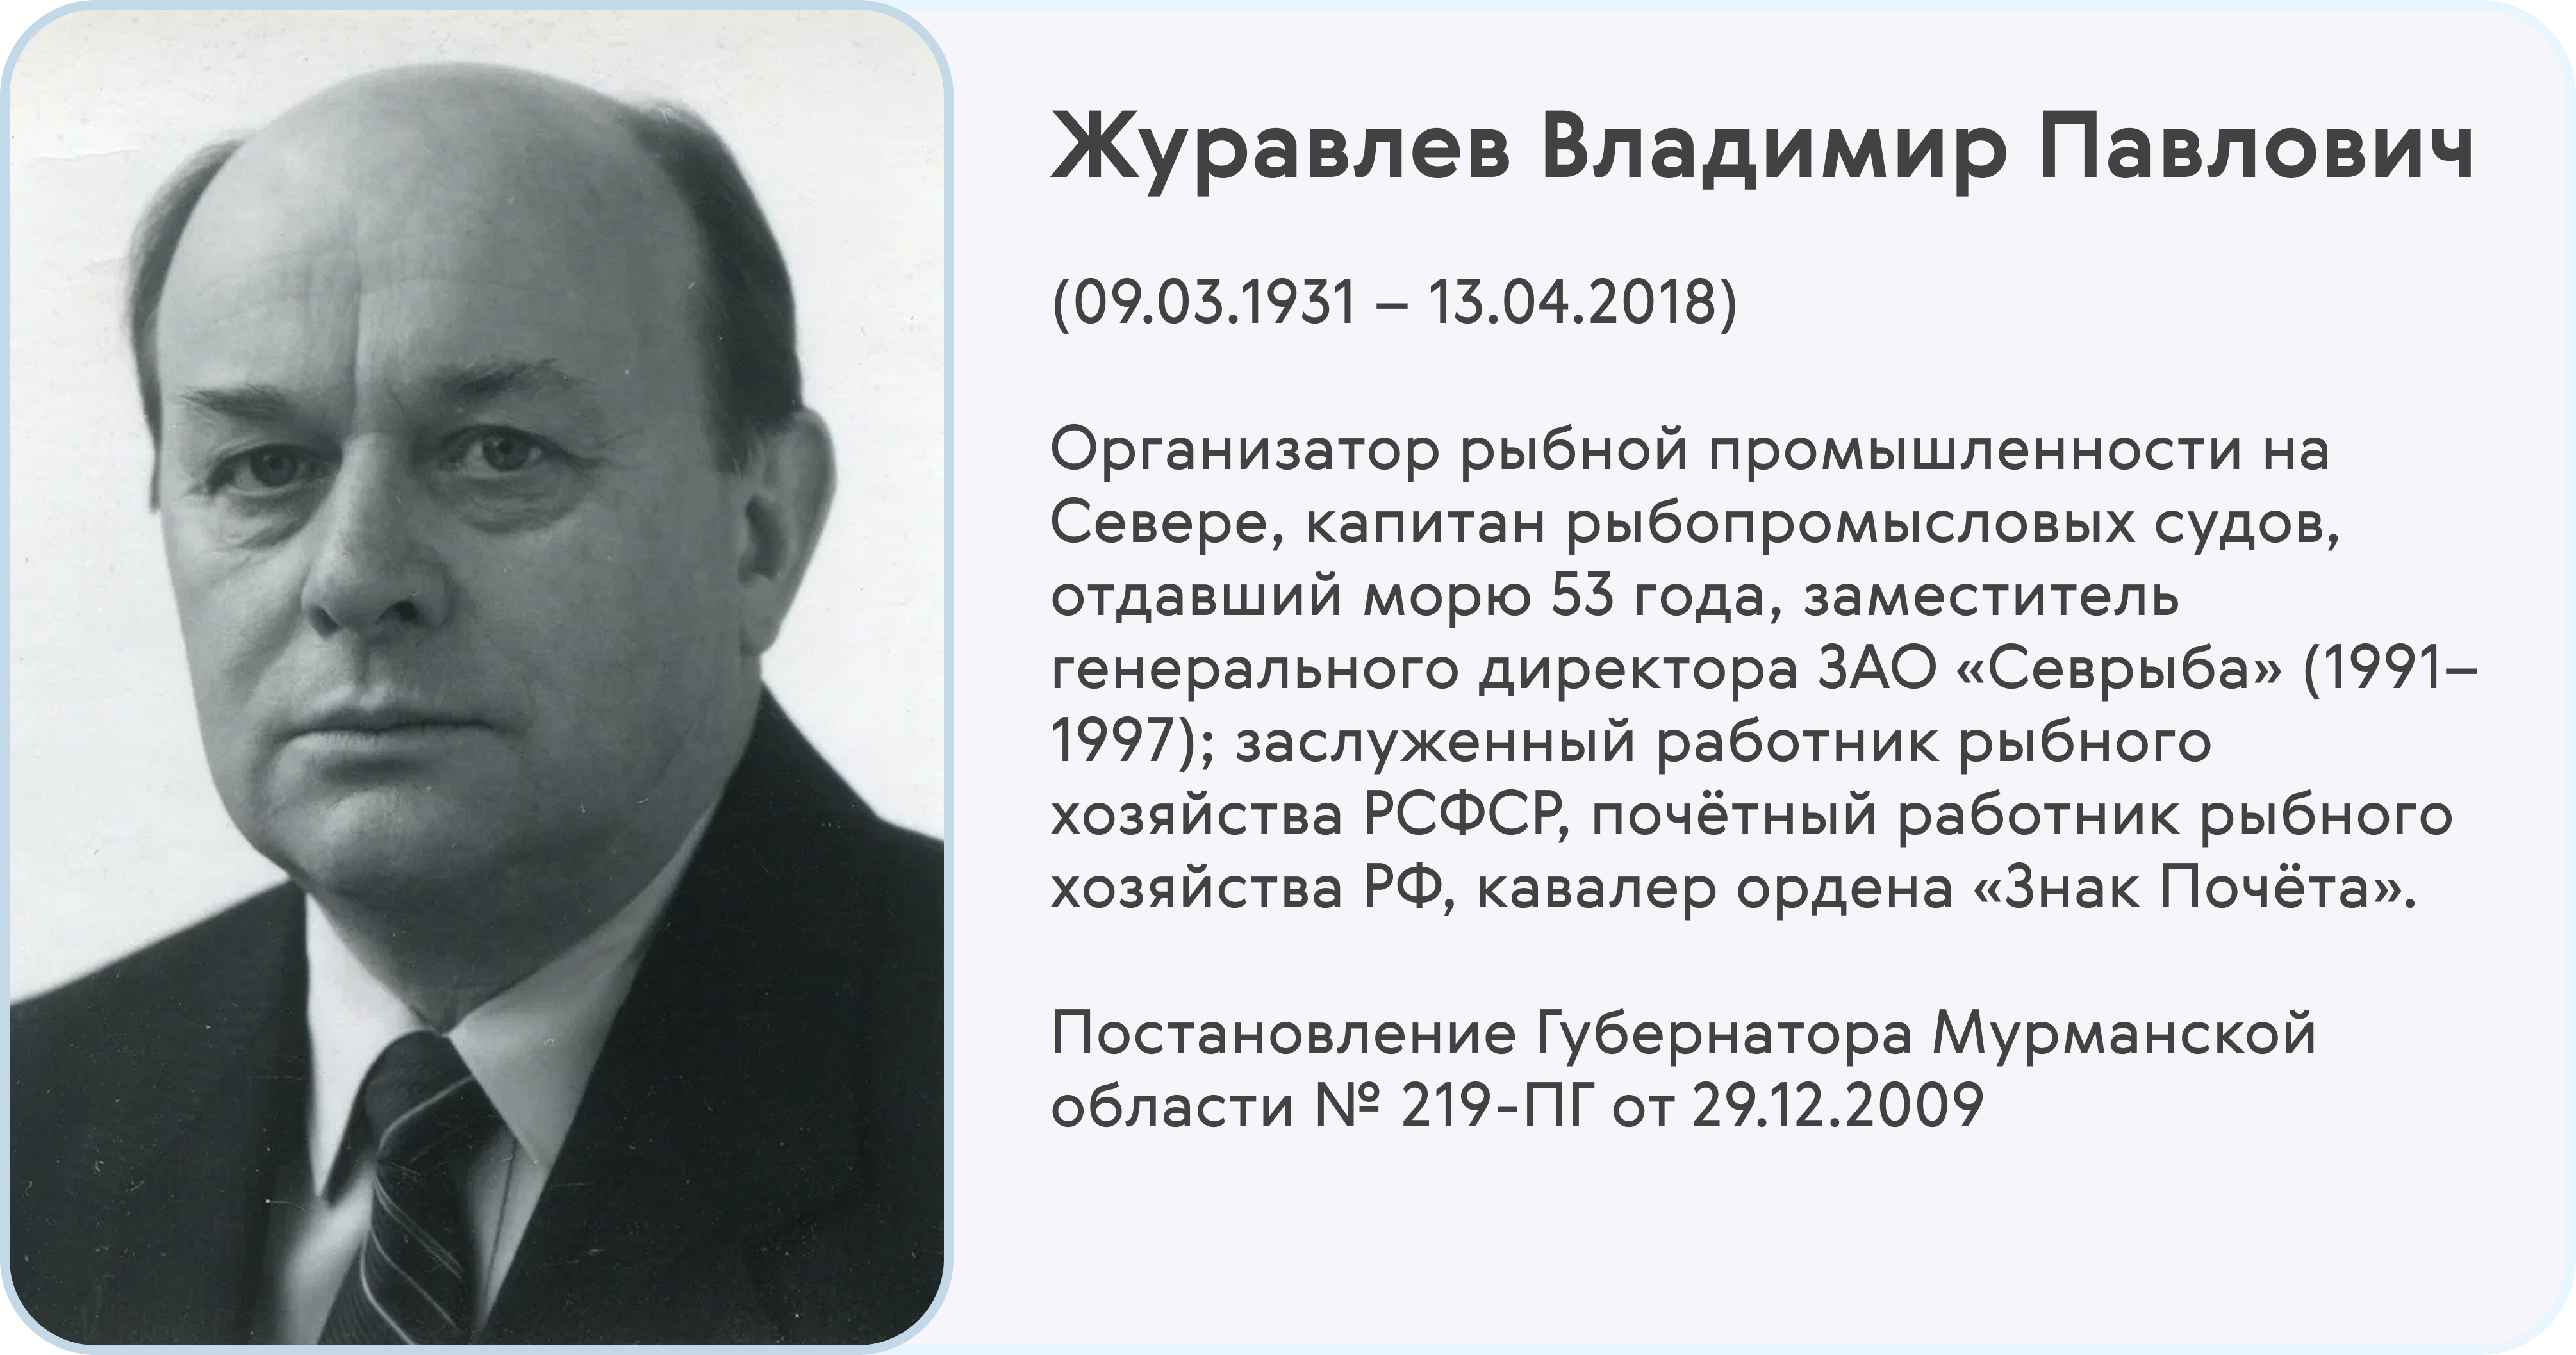 Журавлев Владимир Павлович
(09.03.1931 – 13.04.2018)
Организатор рыбной промышленности на
Севере, капитан рыбопромысловых судов,
отдавший морю 53 года, заместитель
генерального директора ЗАО «Севрыба» (1991–
1997); заслуженный работник рыбного
хозяйства РСФСР, почётный работник рыбного
хозяйства РФ, кавалер ордена «Знак Почёта».
Постановление Губернатора Мурманской
области № 219-ПГ от 29.12.2009